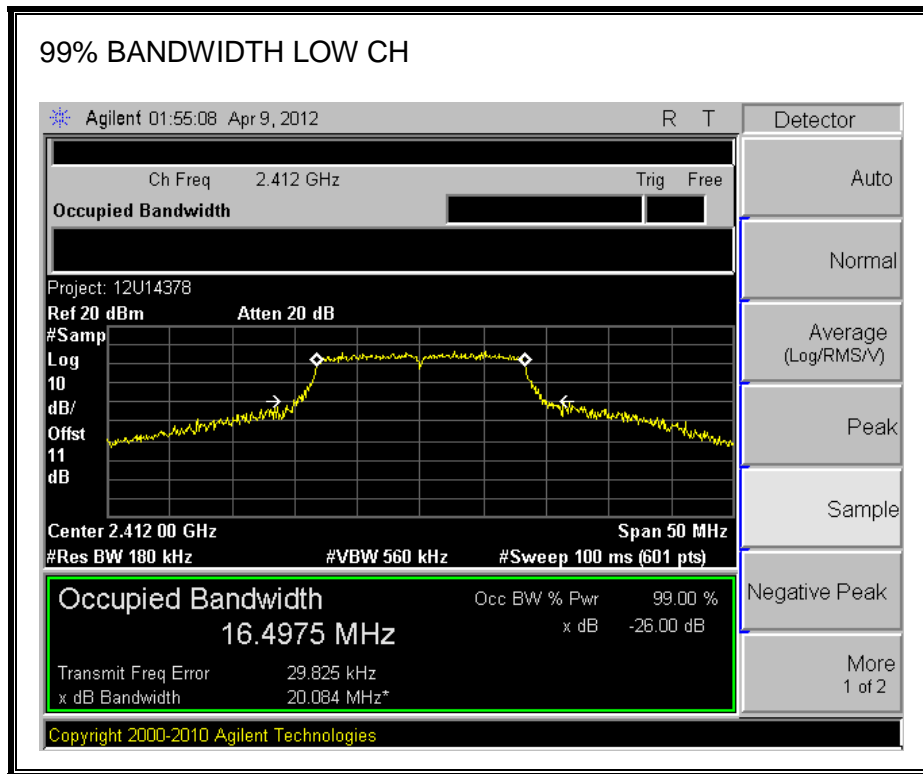 99% BANDWIDTH LOW CH
Agilent 01:55:08 Apr 9, 2012 R T
Detector
Ch Freq 2.412 GHz Trig Free
Occupied Bandwidth
Auto
Normal
Project: 12U14378
Ref 20 dBm Atten 20 dB
#Samp
Log
10
dB/
Offst
11
dB
Average
(Log/RMS/V)
Peak
Sample
Center 2.412 00 GHz Span 50 MHz
#Res BW 180 kHz #VBW 560 kHz #Sweep 100 ms (601 pts)
Occupied Bandwidth Occ BW % Pwr 99.00 %
16.4975 MHz x dB -26.00 dB
Negative Peak
Transmit Freq Error 29.825 kHz
x dB Bandwidth 20.084 MHz*
More
1 of 2
Copyright 2000-2010 Agilent Technologies